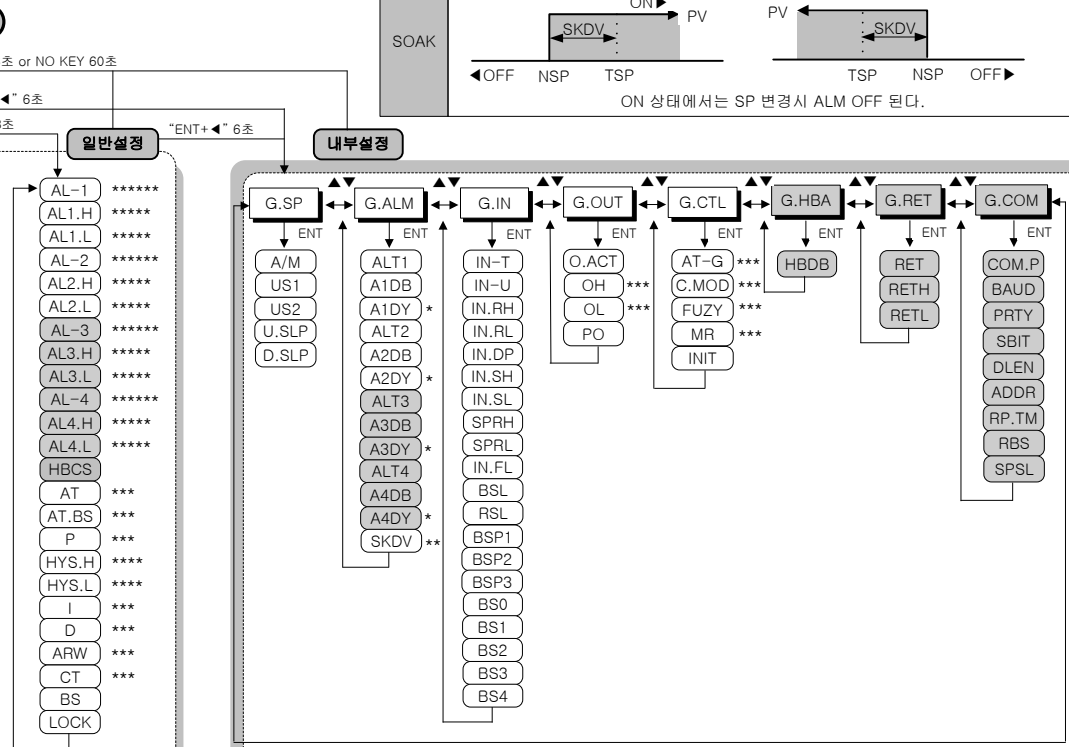 SOAK
ON▶
PV
SKDV
◀OFF NSP TSP
PV
SKDV
TSP NSP OFF▶
ON 상태에서는 SP 변경시 ALM OFF 된다.
초 or NO KEY 60초
◀" 6초
초
일반설정
"ENT+◀" 6초
내부설정
AL-1 ******
AL1.H *****
AL1.L *****
AL-2 ******
AL2.H *****
AL2.L *****
AL-3 ******
AL3.H *****
AL3.L *****
AL-4 ******
AL4.H *****
AL4.L *****
HBCS
AT ***
AT.BS ***
P ***
HYS.H ****
HYS.L ****
I ***
D ***
ARW ***
CT ***
BS
LOCK
▲▼ ▲▼ ▲▼ ▲▼ ▲▼ ▲▼ ▲▼
G.SP
ENT
A/M
US1
US2
U.SLP
D.SLP
G.ALM
ENT
ALT1
A1DB
A1DY *
ALT2
A2DB
A2DY *
ALT3
A3DB
A3DY *
ALT4
A4DB
A4DY *
SKDV **
G.IN
ENT
IN-T
IN-U
IN.RH
IN.RL
IN.DP
IN.SH
IN.SL
SPRH
SPRL
IN.FL
BSL
RSL
BSP1
BSP2
BSP3
BS0
BS1
BS2
BS3
BS4
G.OUT
ENT
O.ACT
OH ***
OL ***
PO
G.CTL
ENT
AT-G ***
C.MOD ***
FUZY ***
MR ***
INIT
G.HBA
ENT
HBDB
G.RET
ENT
RET
RETH
RETL
G.COM
ENT
COM.P
BAUD
PRTY
SBIT
DLEN
ADDR
RP.TM
RBS
SPSL